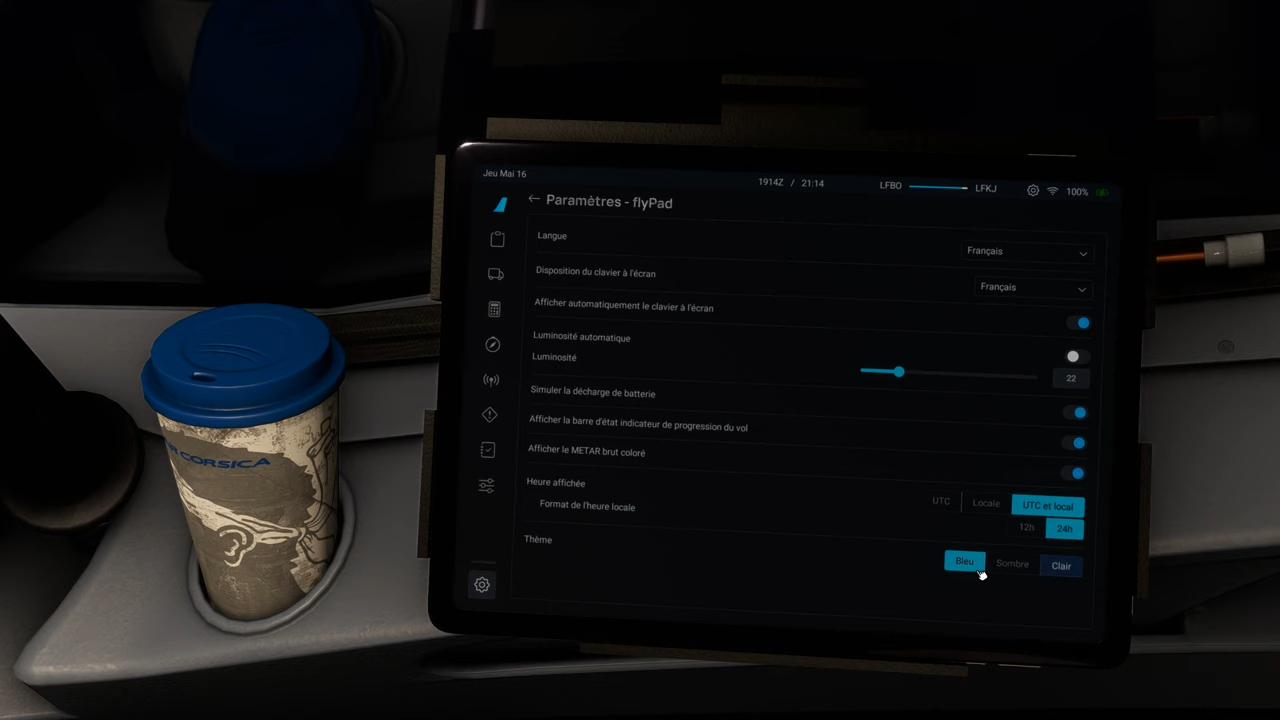 Jeu Mai 16
1914Z / 21:14
LFBO
LFKJ
100%
← Paramètres - flyPad
Langue
Français
Disposition du clavier à l'écran
Français
Afficher automatiquement le clavier à l'écran
Luminosité automatique
Luminosité
22
Simuler la décharge de batterie
Afficher la barre d'état indicateur de progression du vol
Afficher le METAR brut coloré
Heure affichée
UTC
Locale
UTC et local
Format de l'heure locale
12h
24h
Thème
Bleu
Sombre
Clair
R CORSICA